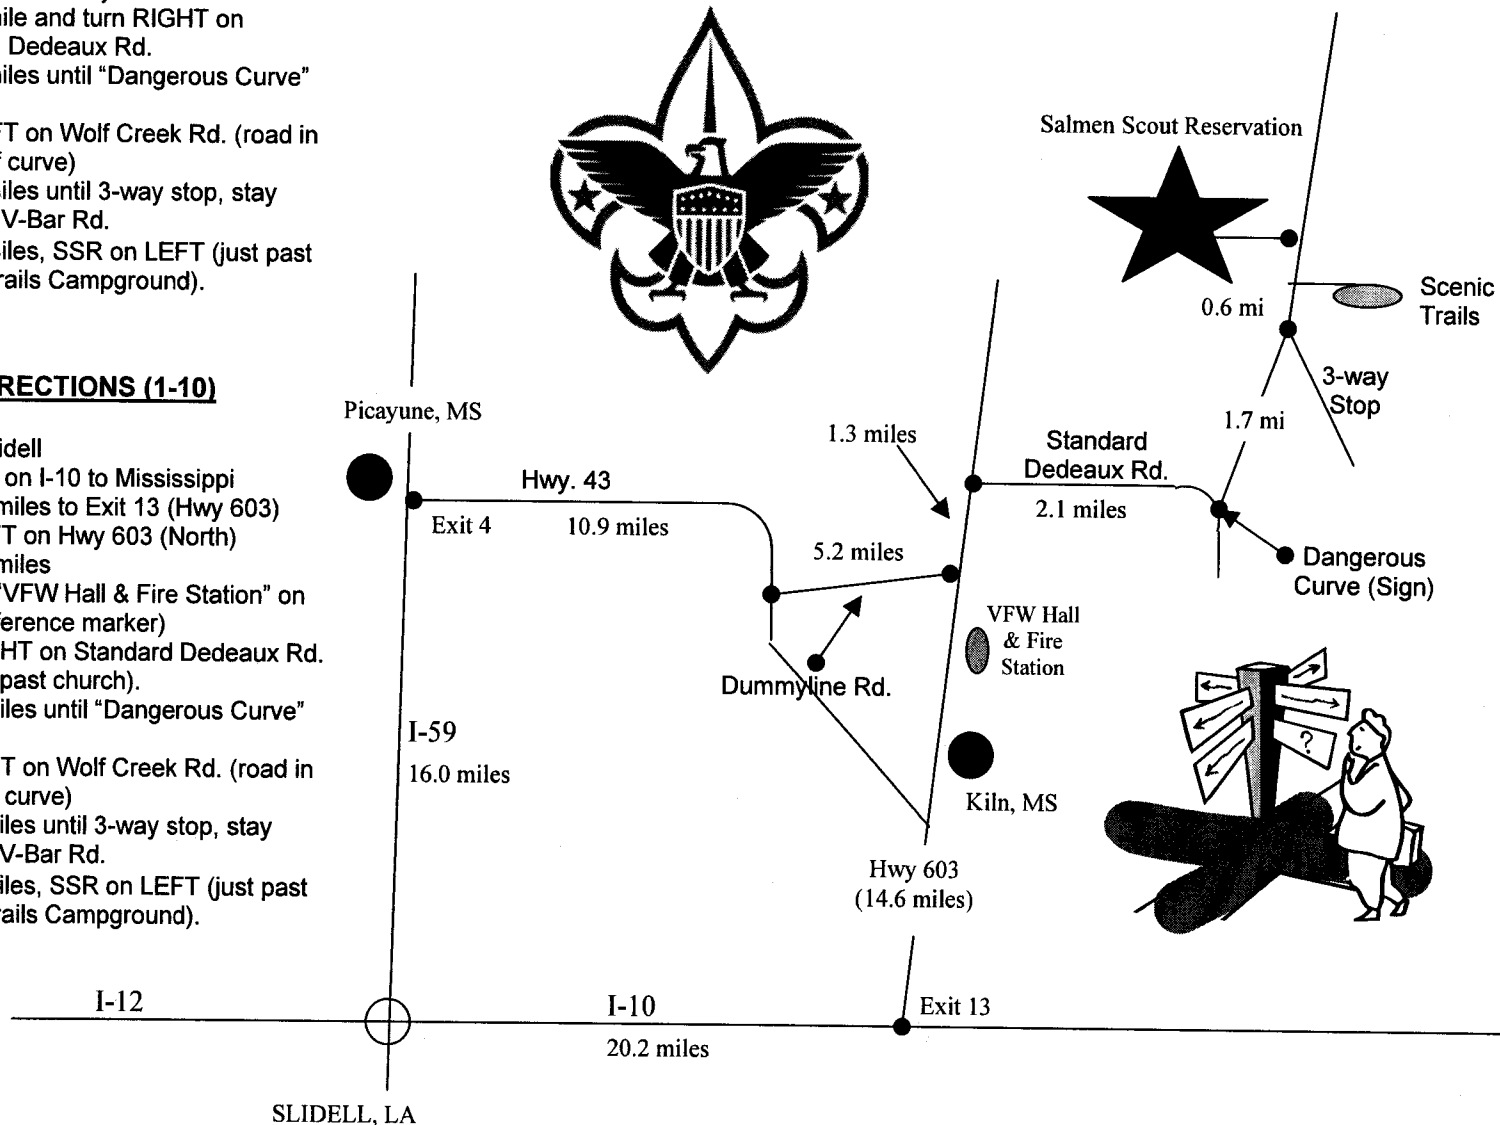 ile and turn RIGHT on
Dedeaux Rd.
iles until “Dangerous Curve”
T on Wolf Creek Rd. (road in
curve)
iles until 3-way stop, stay
V-Bar Rd.
iles, SSR on LEFT (just past
rails Campground).
RECTIONS (1-10)
idell
on I-10 to Mississippi
miles to Exit 13 (Hwy 603)
T on Hwy 603 (North)
miles
“VFW Hall & Fire Station” on
erence marker)
HT on Standard Dedeaux Rd.
past church).
iles until “Dangerous Curve”
T on Wolf Creek Rd. (road in
curve)
iles until 3-way stop, stay
V-Bar Rd.
iles, SSR on LEFT (just past
rails Campground).
Salmen Scout Reservation
0.6 mi
Scenic
Trails
3-way
Stop
1.7 mi
Picayune, MS
1.3 miles
Standard
Dedeaux Rd.
2.1 miles
Hwy. 43
Exit 4
10.9 miles
5.2 miles
Dangerous
Curve (Sign)
VFW Hall
& Fire
Station
Dummyline Rd.
I-59
16.0 miles
Kiln, MS
?
Hwy 603
(14.6 miles)
I-12
I-10
Exit 13
20.2 miles
SLIDELL, LA